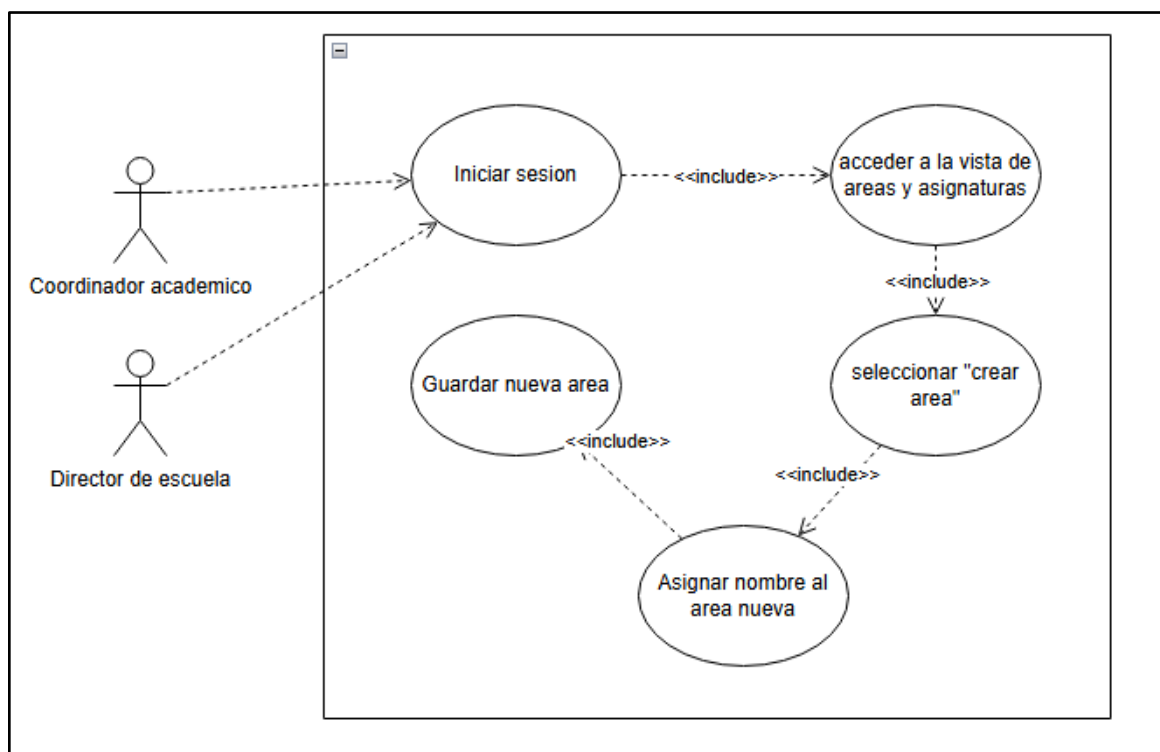 Iniciar sesion
<<include>>
acceder a la vista de
areas y asignaturas
Coordinador academico
<<include>>
Guardar nueva area
seleccionar "crear
area"
<<include>>
<<include>>
Director de escuela
Asignar nombre al
area nueva